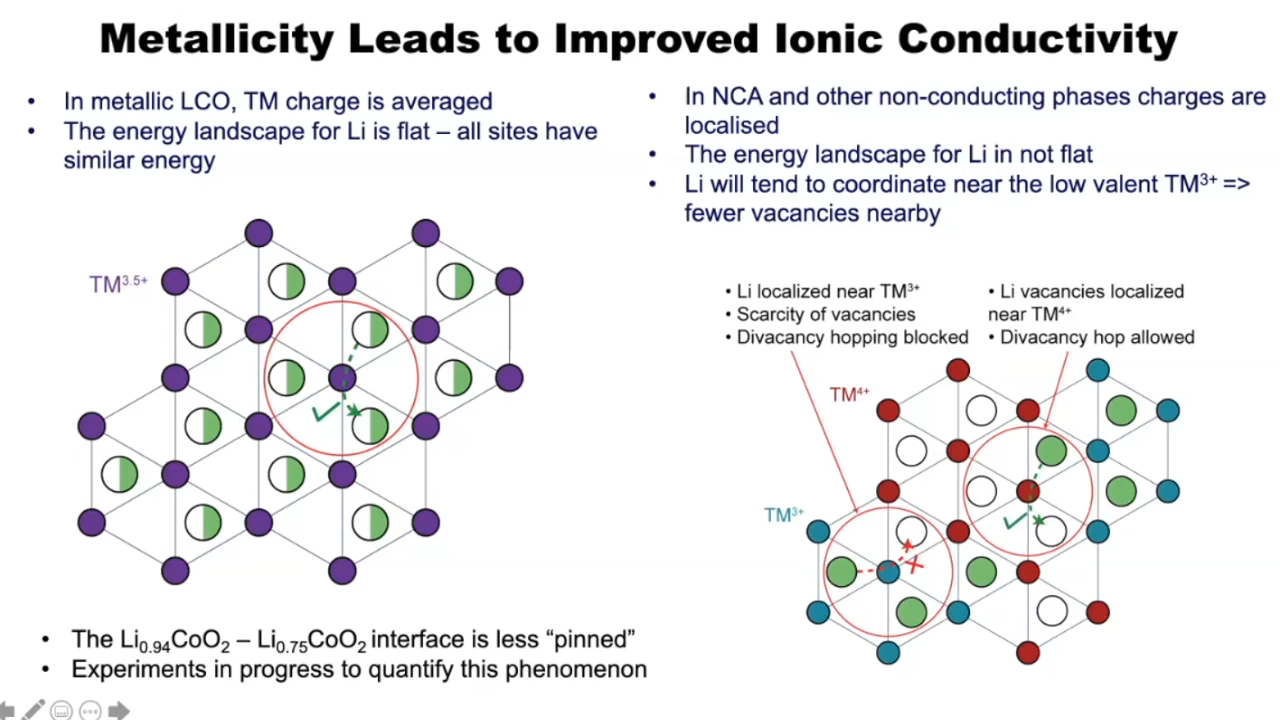 Metallicity Leads to Improved Ionic Conductivity
• In metallic LCO, TM charge is averaged
• The energy landscape for Li is flat – all sites have
similar energy
• In NCA and other non-conducting phases charges are
localised
• The energy landscape for Li in not flat
• Li will tend to coordinate near the low valent TM³⁺ =>
fewer vacancies nearby
TM³·⁵⁺
• Li localized near TM³⁺
• Scarcity of vacancies
• Divacancy hopping blocked
• Li vacancies localized
near TM⁴⁺
• Divacancy hop allowed
TM⁴⁺
TM³⁺
• The Li₀.₉₄CoO₂ – Li₀.₇₅CoO₂ interface is less “pinned”
• Experiments in progress to quantify this phenomenon